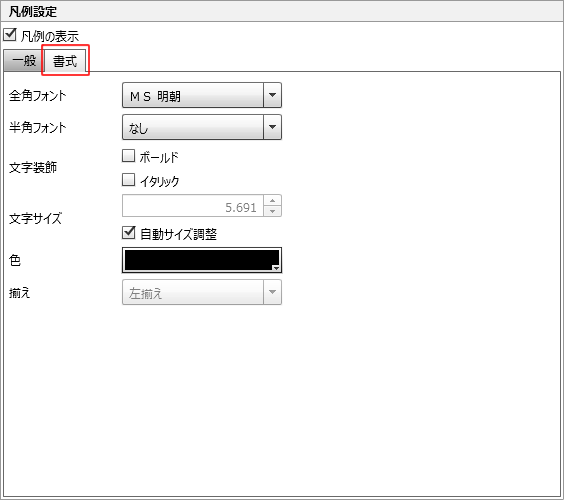 凡例設定
凡例の表示
一般 書式
全角フォント ＭＳ 明朝
半角フォント なし
文字装飾 ボールド
イタリック
文字サイズ 5.691
自動サイズ調整
色
揃え 左揃え